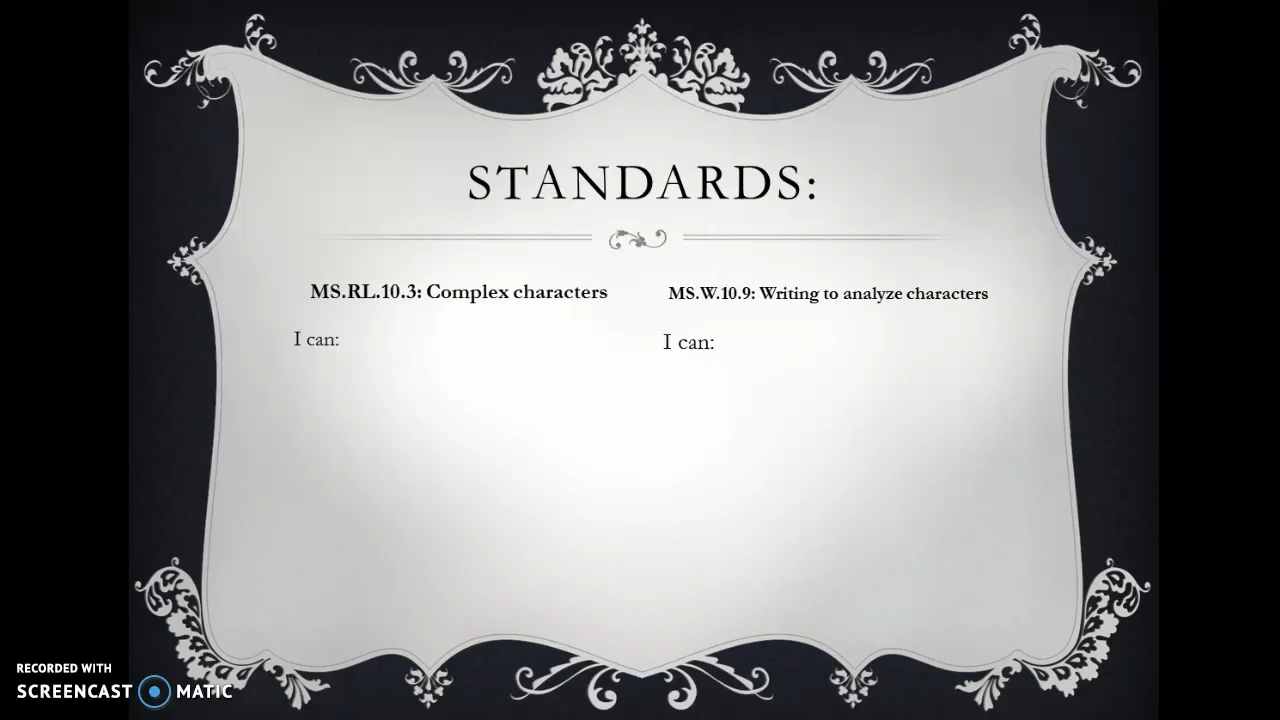 STANDARDS:
MS.RL.10.3: Complex characters
I can:
MS.W.10.9: Writing to analyze characters
I can:
RECORDED WITH
SCREENCAST MATIC